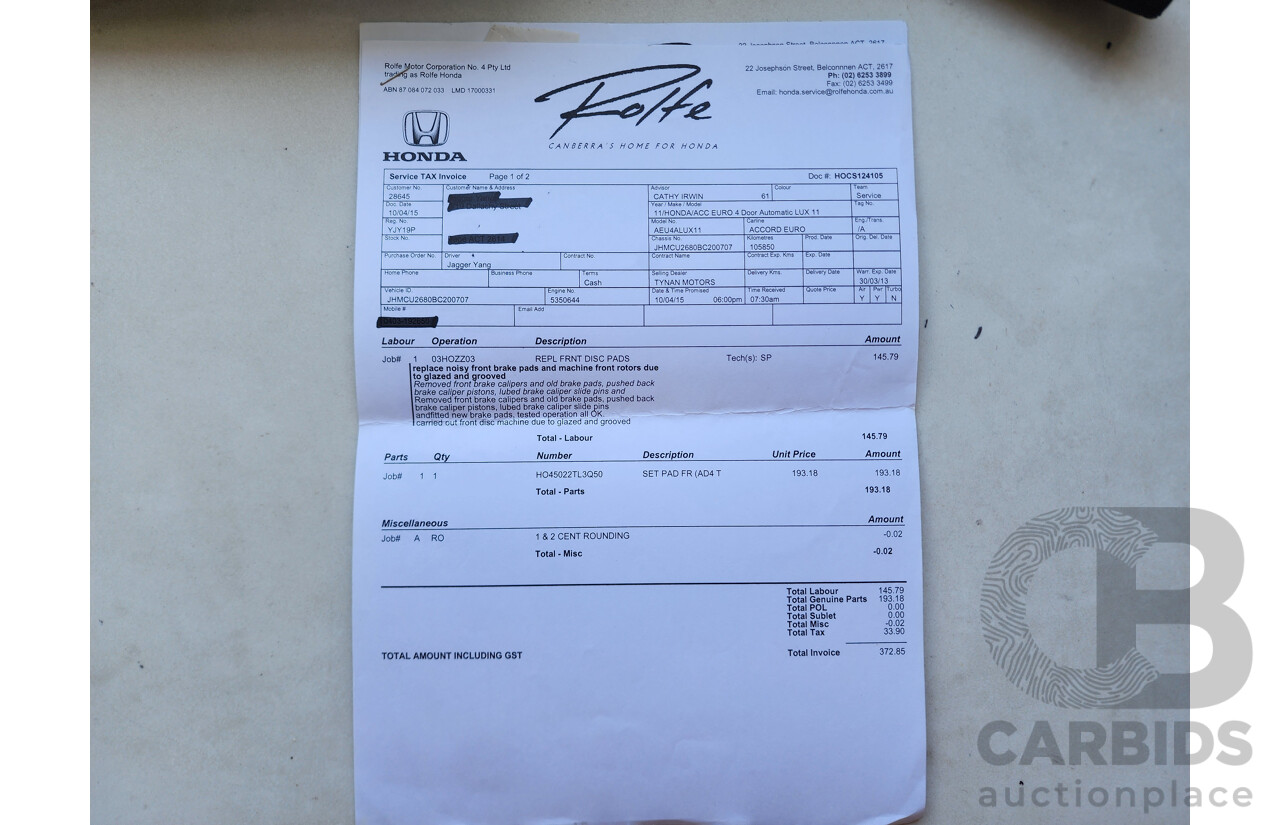 22 Josephson Street, Belconnen ACT, 2617
Rolfe Motor Corporation No. 4 Pty Ltd
trading as Rolfe Honda
ABN 87 084 072 033 LMD 17000331
HONDA
Rolfe
CANBERRA'S HOME FOR HONDA
22 Josephson Street, Belconnnen ACT, 2617
Ph: (02) 6253 3899
Fax: (02) 6253 3499
Email: honda.service@rolfehonda.com.au
Service TAX Invoice Page 1 of 2 Doc #: HOCS124105
Customer No. Customer Name & Address Advisor Colour Team
28645 CATHY IRWIN 61 Service
Doc. Date Year / Make / Model Tag No.
10/04/15 Street 11/HONDA/ACC EURO 4 Door Automatic LUX 11
Reg. No. Model No. Carline Eng./Trans.
YJY19P AEU4ALUX11 ACCORD EURO /A
Stock No. Chassis No. Kilometres Prod. Date Orig. Del. Date
JHMCU2680BC200707 105850
Purchase Order No. Driver Contract No. Contract Name Contract Exp. Kms Exp. Date
Jagger Yang
Home Phone Business Phone Terms Selling Dealer Delivery Kms. Delivery Date Warr. Exp. Date
Cash TYNAN MOTORS 30/03/13
Vehicle ID. Engine No. Date & Time Promised Time Received Quote Price Air Pwr Turbo
JHMCU2680BC200707 5350644 10/04/15 06:00pm 07:30am Y Y N
Mobile # Email Add
Labour Operation Description Amount
Job# 1 03HOZZ03 REPL FRNT DISC PADS Tech(s): SP 145.79
replace noisy front brake pads and machine front rotors due
to glazed and grooved
Removed front brake calipers and old brake pads, pushed back
brake caliper pistons, lubed brake caliper slide pins and
Removed front brake calipers and old brake pads, pushed back
brake caliper pistons, lubed brake caliper slide pins
andfitted new brake pads, tested operation all OK.
carried out front disc machine due to glazed and grooved
Total - Labour 145.79
Parts Qty Number Description Unit Price Amount
Job# 1 1 HO45022TL3Q50 SET PAD FR (AD4 T 193.18 193.18
Total - Parts 193.18
Miscellaneous Amount
Job# A RO 1 & 2 CENT ROUNDING -0.02
Total - Misc -0.02
Total Labour 145.79
Total Genuine Parts 193.18
Total POL 0.00
Total Sublet 0.00
Total Misc -0.02
Total Tax 33.90
TOTAL AMOUNT INCLUDING GST Total Invoice 372.85
CARBIDS
auctionplace